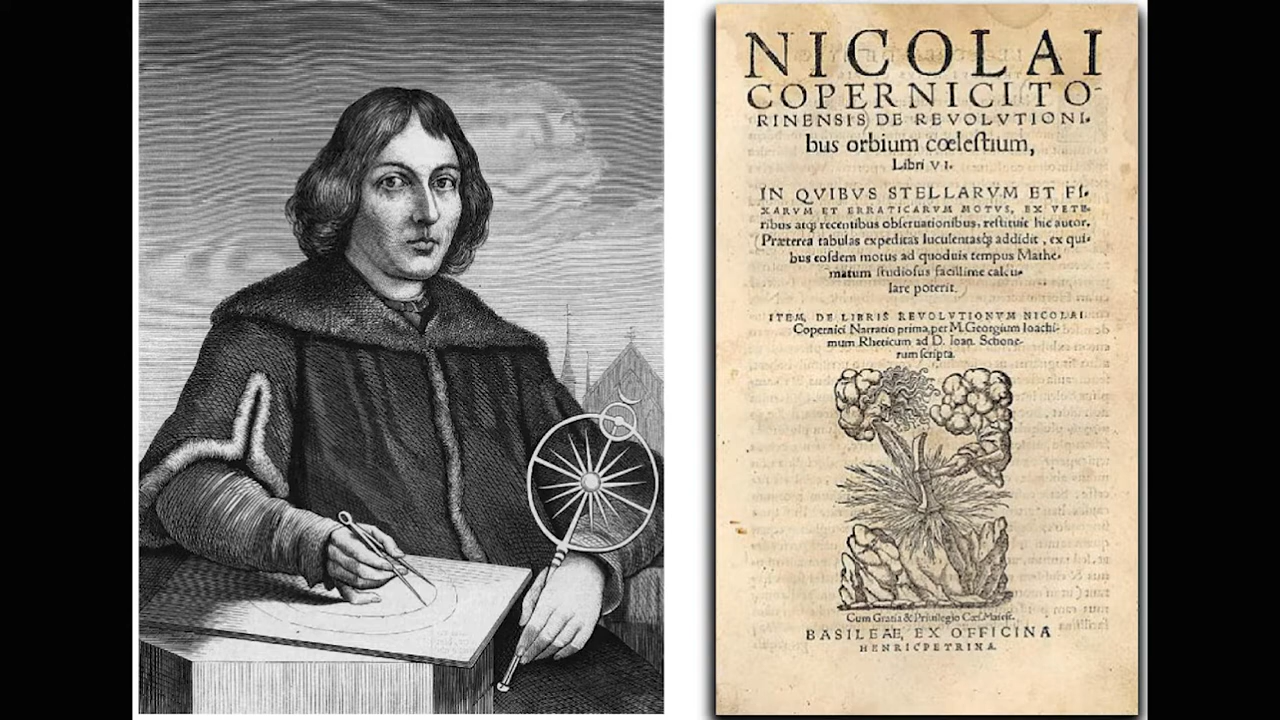 NICOLAI
COPERNICI TO-
RINENSIS DE REVOLVTIONI-
bus orbium cœlestium,
Libri VI.
IN QVIBVS STELLARVM ET FI-
XARVM ET ERRATICARVM MOTVS, EX VETE-
ribus atq; recentibus obseruationibus, restituit hic autor.
Præterea tabulas expeditas luculentasq; addidit, ex qui-
bus eosdem motus ad quoduis tempus Mathe-
matum studiosus facillime calcu-
lare poterit.
ITEM, DE LIBRIS REVOLVTIONVM NICOLAI
Copernici Narratio prima, per M. Georgium Ioachi-
mum Rheticum ad D. Ioan. Schone-
rum scripta.
Cum Gratia & Priuilegio Cæs. Maiest.
BASILEAE, EX OFFICINA
HENRICPETRINA.